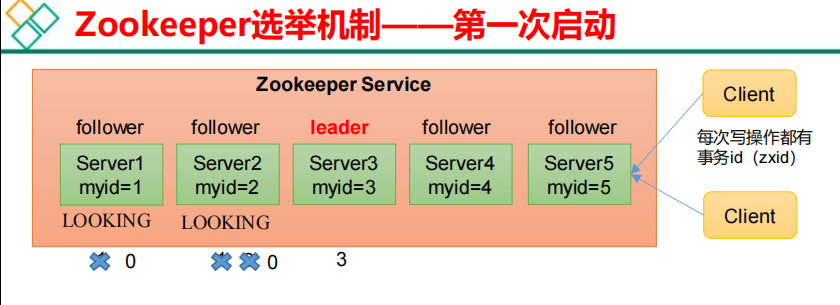 Zookeeper选举机制——第一次启动
Zookeeper Service
follower follower leader follower follower
Server1 Server2 Server3 Server4 Server5
myid=1 myid=2 myid=3 myid=4 myid=5
LOOKING LOOKING
0 0 3
Client
每次写操作都有
事务id（zxid）
Client